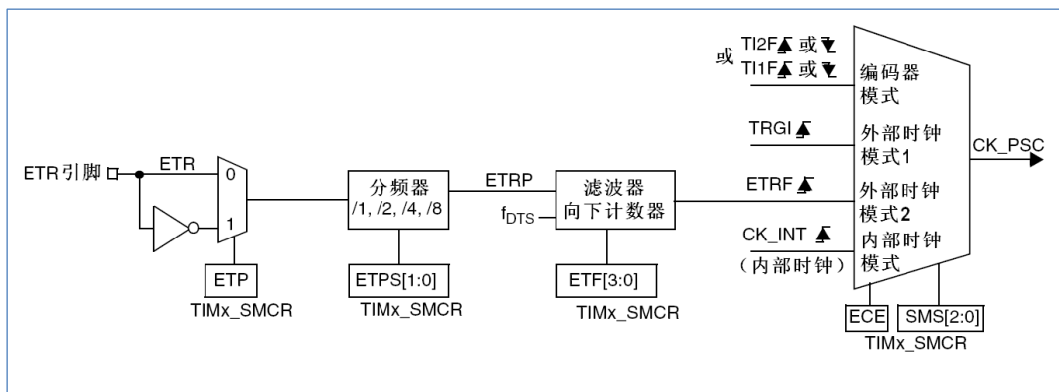 TI2F 或
或 TI1F 或
编码器
模式
TRGI
外部时钟
模式1
CK_PSC
ETR引脚
ETR
0
1
ETP
TIMx_SMCR
分频器
/1, /2, /4, /8
ETPS[1:0]
TIMx_SMCR
ETRP
fDTS
滤波器
向下计数器
ETF[3:0]
TIMx_SMCR
ETRF
外部时钟
模式2
CK_INT
(内部时钟)
内部时钟
模式
ECE
SMS[2:0]
TIMx_SMCR